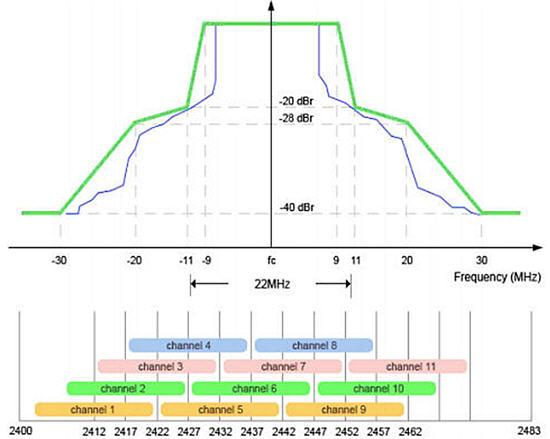 -20 dBr
-28 dBr
-40 dBr
-30 -20 -11 -9 fc 9 11 20 30
Frequency (MHz)
22MHz
channel 4 channel 8
channel 3 channel 7 channel 11
channel 2 channel 6 channel 10
channel 1 channel 5 channel 9
2400 2412 2417 2422 2427 2432 2437 2442 2447 2452 2457 2462 2483